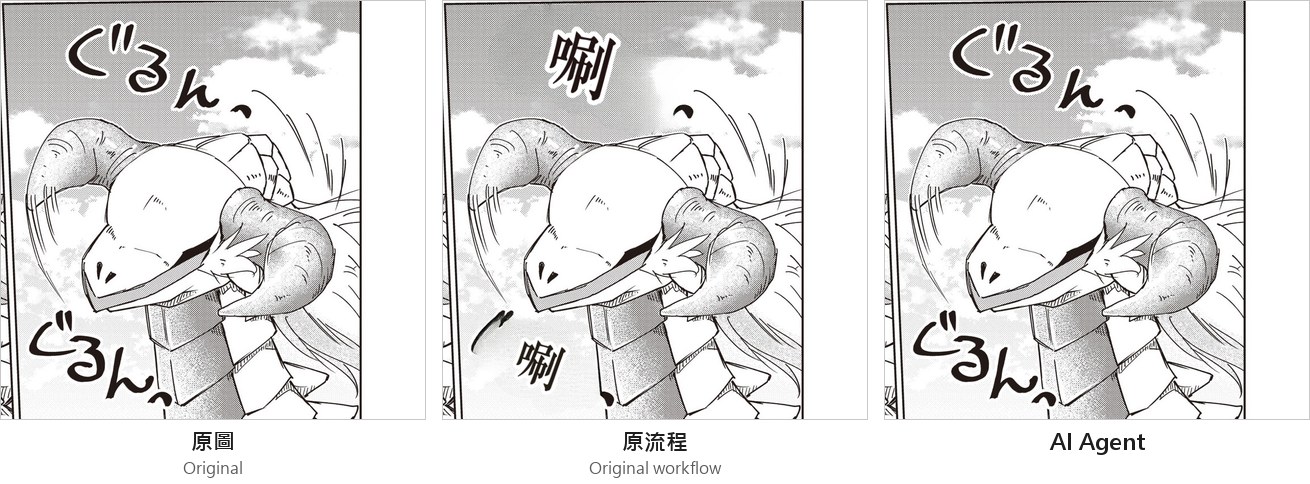 ぐるん、
ぐるん、
原圖
Original
唰
唰
原流程
Original workflow
ぐるん、
ぐるん、
AI Agent